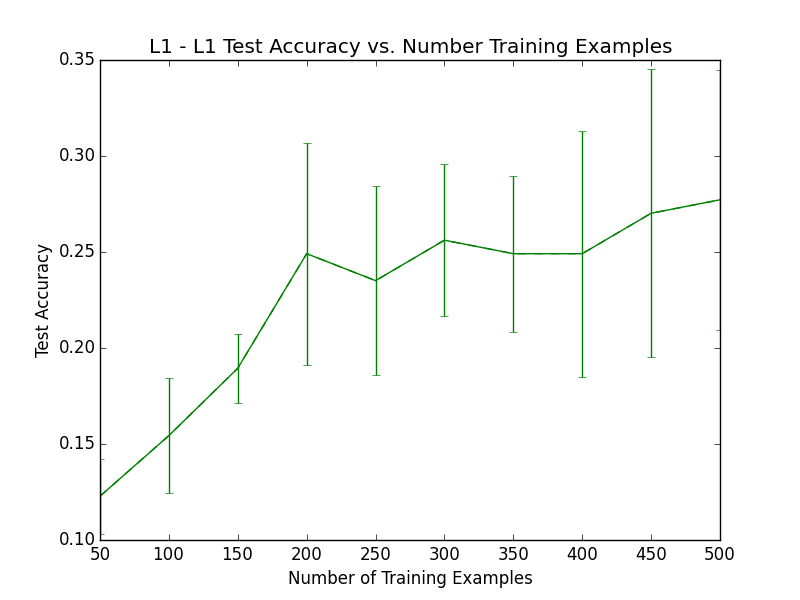 L1 - L1 Test Accuracy vs. Number Training Examples
0.35
0.30
0.25
0.20
0.15
0.10
Test Accuracy
50 100 150 200 250 300 350 400 450 500
Number of Training Examples